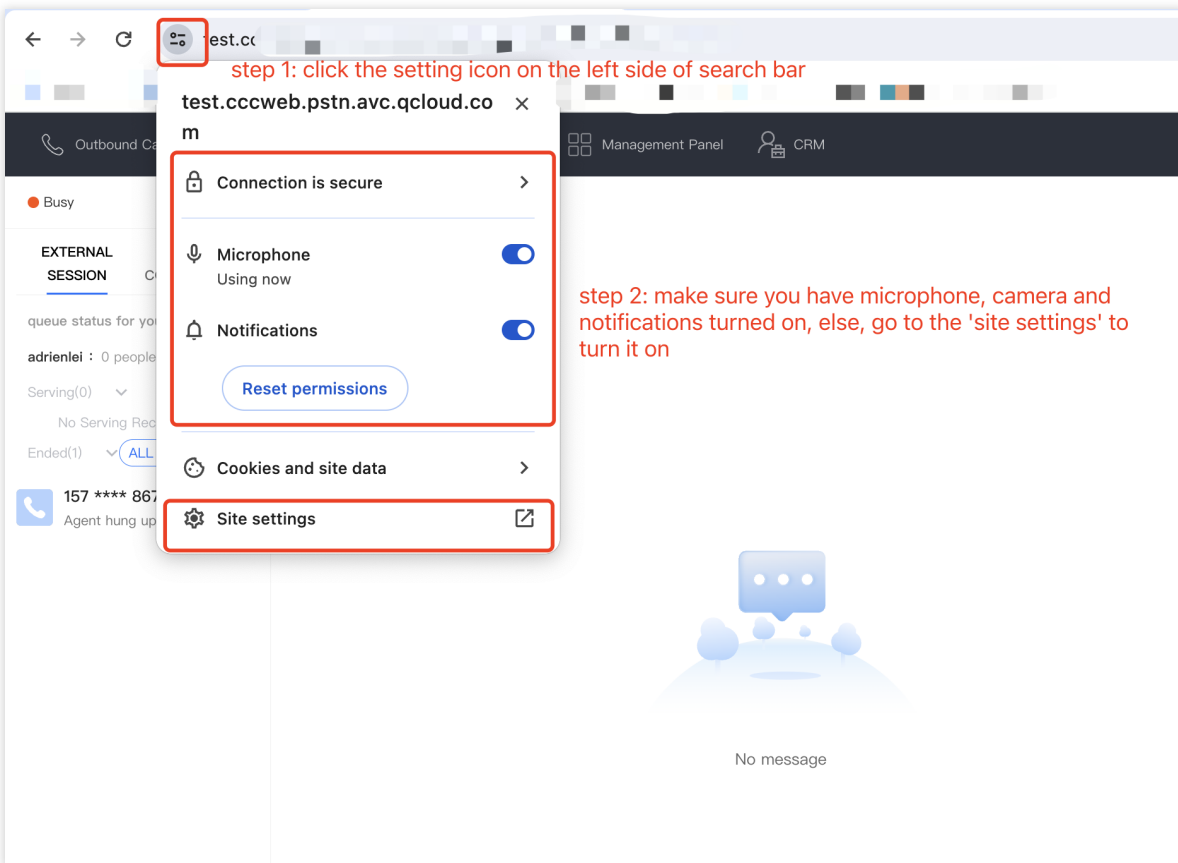 test.cc
step 1: click the setting icon on the left side of search bar
test.cccweb.pstn.avc.qcloud.co
m
Outbound Ca
Management Panel
CRM
Connection is secure
Busy
Microphone
Using now
EXTERNAL
SESSION
C
step 2: make sure you have microphone, camera and
notifications turned on, else, go to the 'site settings' to
turn it on
queue status for you
Notifications
adrienlei : 0 people
Reset permissions
Serving(0)
No Serving Rec
Ended(1)
ALL
Cookies and site data
157 **** 867
Agent hung up
Site settings
No message